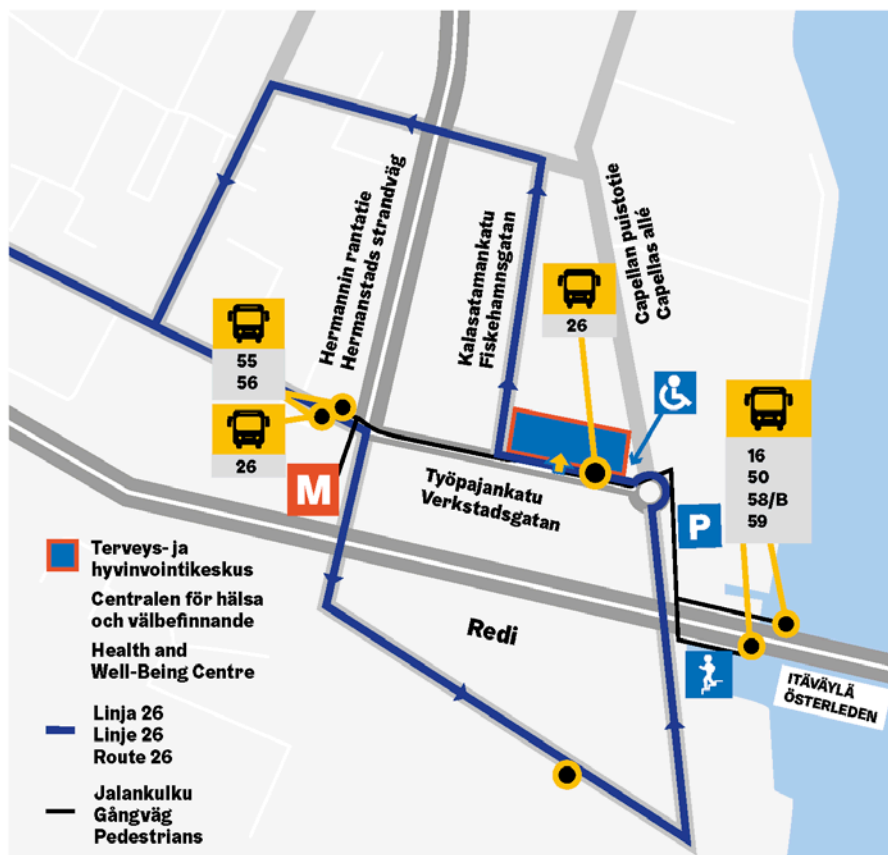 Hermannin rantatie
Hermanstads strandväg
Kalasatamankatu
Fiskehamnsgatan
Capellan puistotie
Capellas allé
26
55
56
26
M
Työpajankatu
Verkstadsgatan
P
16
50
58/B
59
Redi
ITÄVÄYLÄ
ÖSTERLEDEN
Terveys- ja
hyvinvointikeskus
Centralen för hälsa
och välbefinnande
Health and
Well-Being Centre
Linja 26
Linje 26
Route 26
Jalankulku
Gångväg
Pedestrians